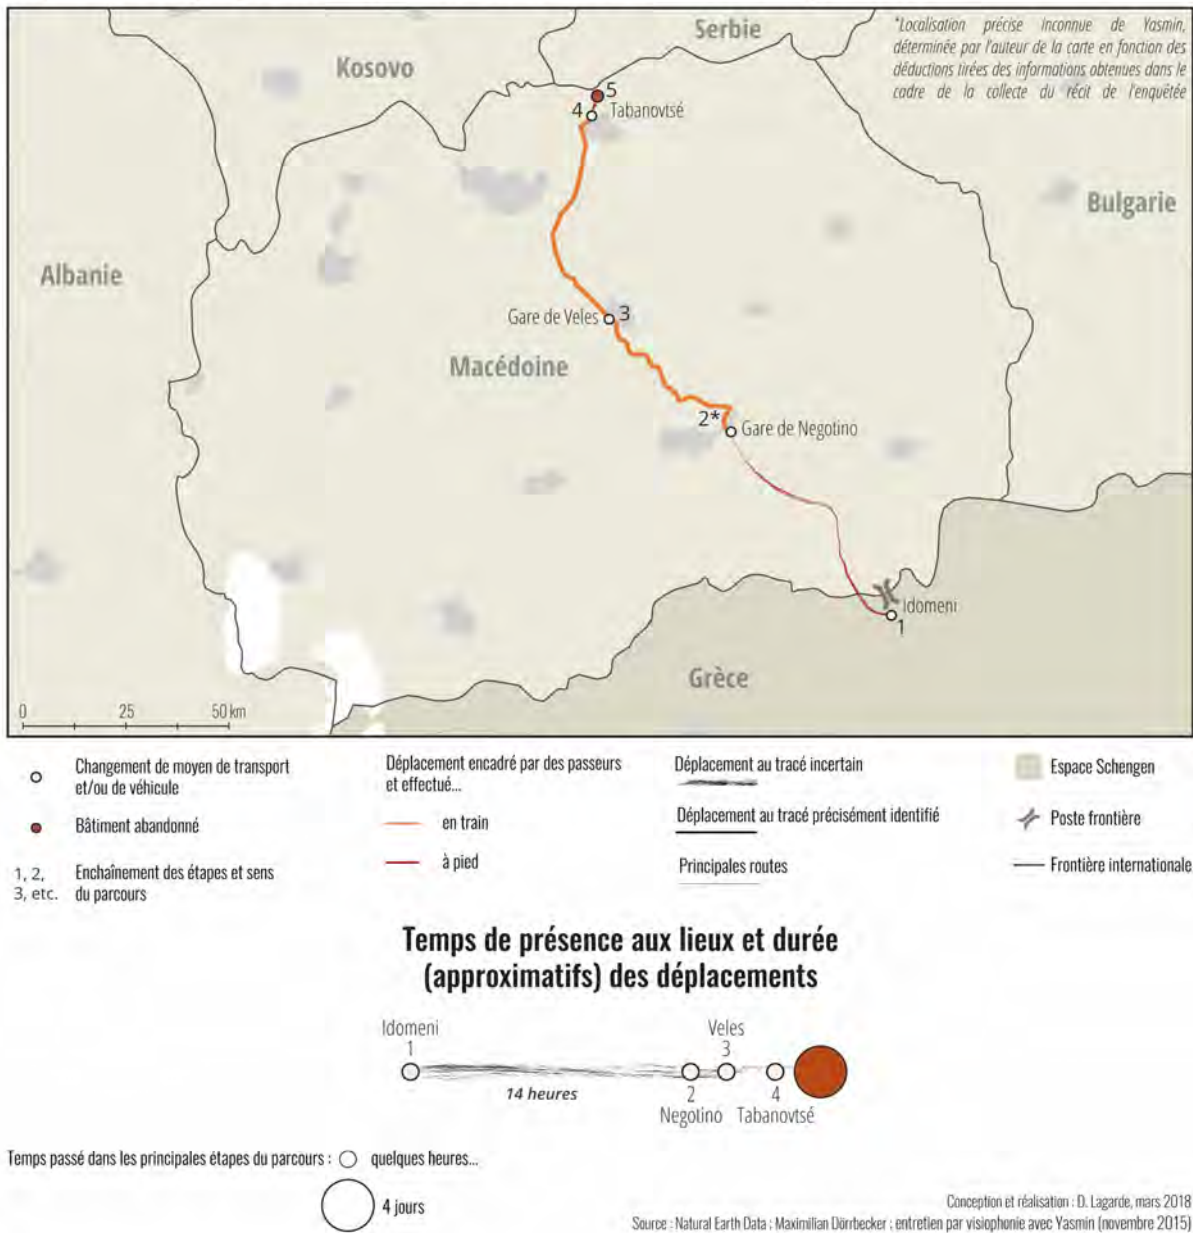 *Localisation précise inconnue de Yasmin,
déterminée par l'auteur de la carte en fonction des
déductions tirées des informations obtenues dans le
cadre de la collecte du récit de l'enquêtée
Serbie
Kosovo
5
4
Tabanovtsé
Bulgarie
Albanie
Gare de Veles
3
Macédoine
2*
Gare de Negotino
Idomeni
1
Grèce
0 25 50 km
Changement de moyen de transport
et/ou de véhicule
Bâtiment abandonné
1, 2,
3, etc.
Enchaînement des étapes et sens
du parcours
Déplacement encadré par des passeurs
et effectué...
en train
à pied
Déplacement au tracé incertain
Déplacement au tracé précisément identifié
Principales routes
Espace Schengen
Poste frontière
Frontière internationale
Temps de présence aux lieux et durée
(approximatifs) des déplacements
Idomeni
1
Veles
3
14 heures
2
Negotino
4
Tabanovtsé
Temps passé dans les principales étapes du parcours :
quelques heures...
4 jours
Conception et réalisation : D. Lagarde, mars 2018
Source : Natural Earth Data ; Maximilian Dörrbecker ; entretien par visiophonie avec Yasmin (novembre 2015)